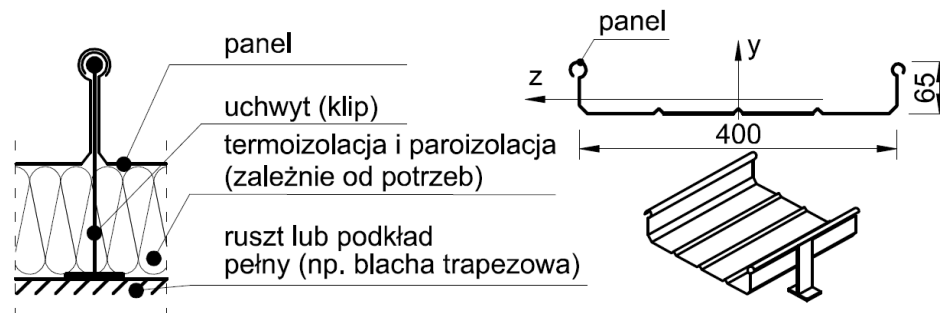 panel
uchwyt (klip)
termoizolacja i paroizolacja
(zależnie od potrzeb)
ruszt lub podkład
pełny (np. blacha trapezowa)
panel
y
z
65
400